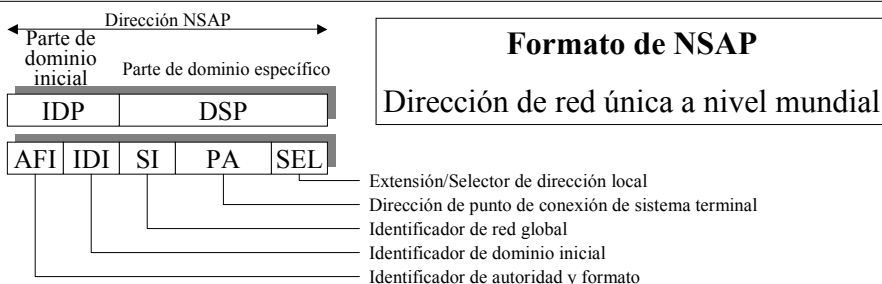 Dirección NSAP
Parte de
dominio
inicial
Parte de dominio específico
IDP DSP
AFI IDI SI PA SEL
Formato de NSAP
Dirección de red única a nivel mundial
Extensión/Selector de dirección local
Dirección de punto de conexión de sistema terminal
Identificador de red global
Identificador de dominio inicial
Identificador de autoridad y formato